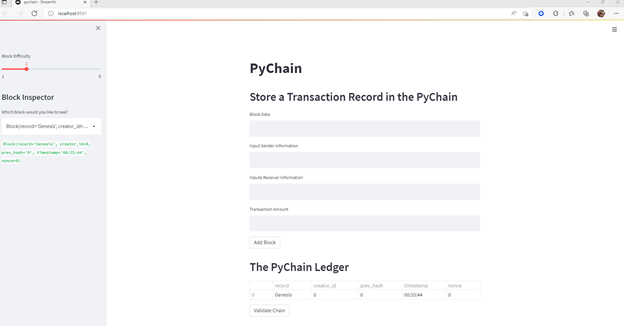 pychain · Streamlit
localhost:8501
Block Difficulty
2
1
5
Block Inspector
Which block would you like to see?
Block(record='Genesis', creator_id=...
Block(record='Genesis', creator_id=0,
prev_hash='0', timestamp='00:33:44',
nonce=0)
PyChain
Store a Transaction Record in the PyChain
Block Data
Input Sender Information
Impute Receiver Information
Transaction Amount
Add Block
The PyChain Ledger
record creator_id prev_hash timestamp nonce
0 Genesis 0 0 00:33:44 0
Validate Chain